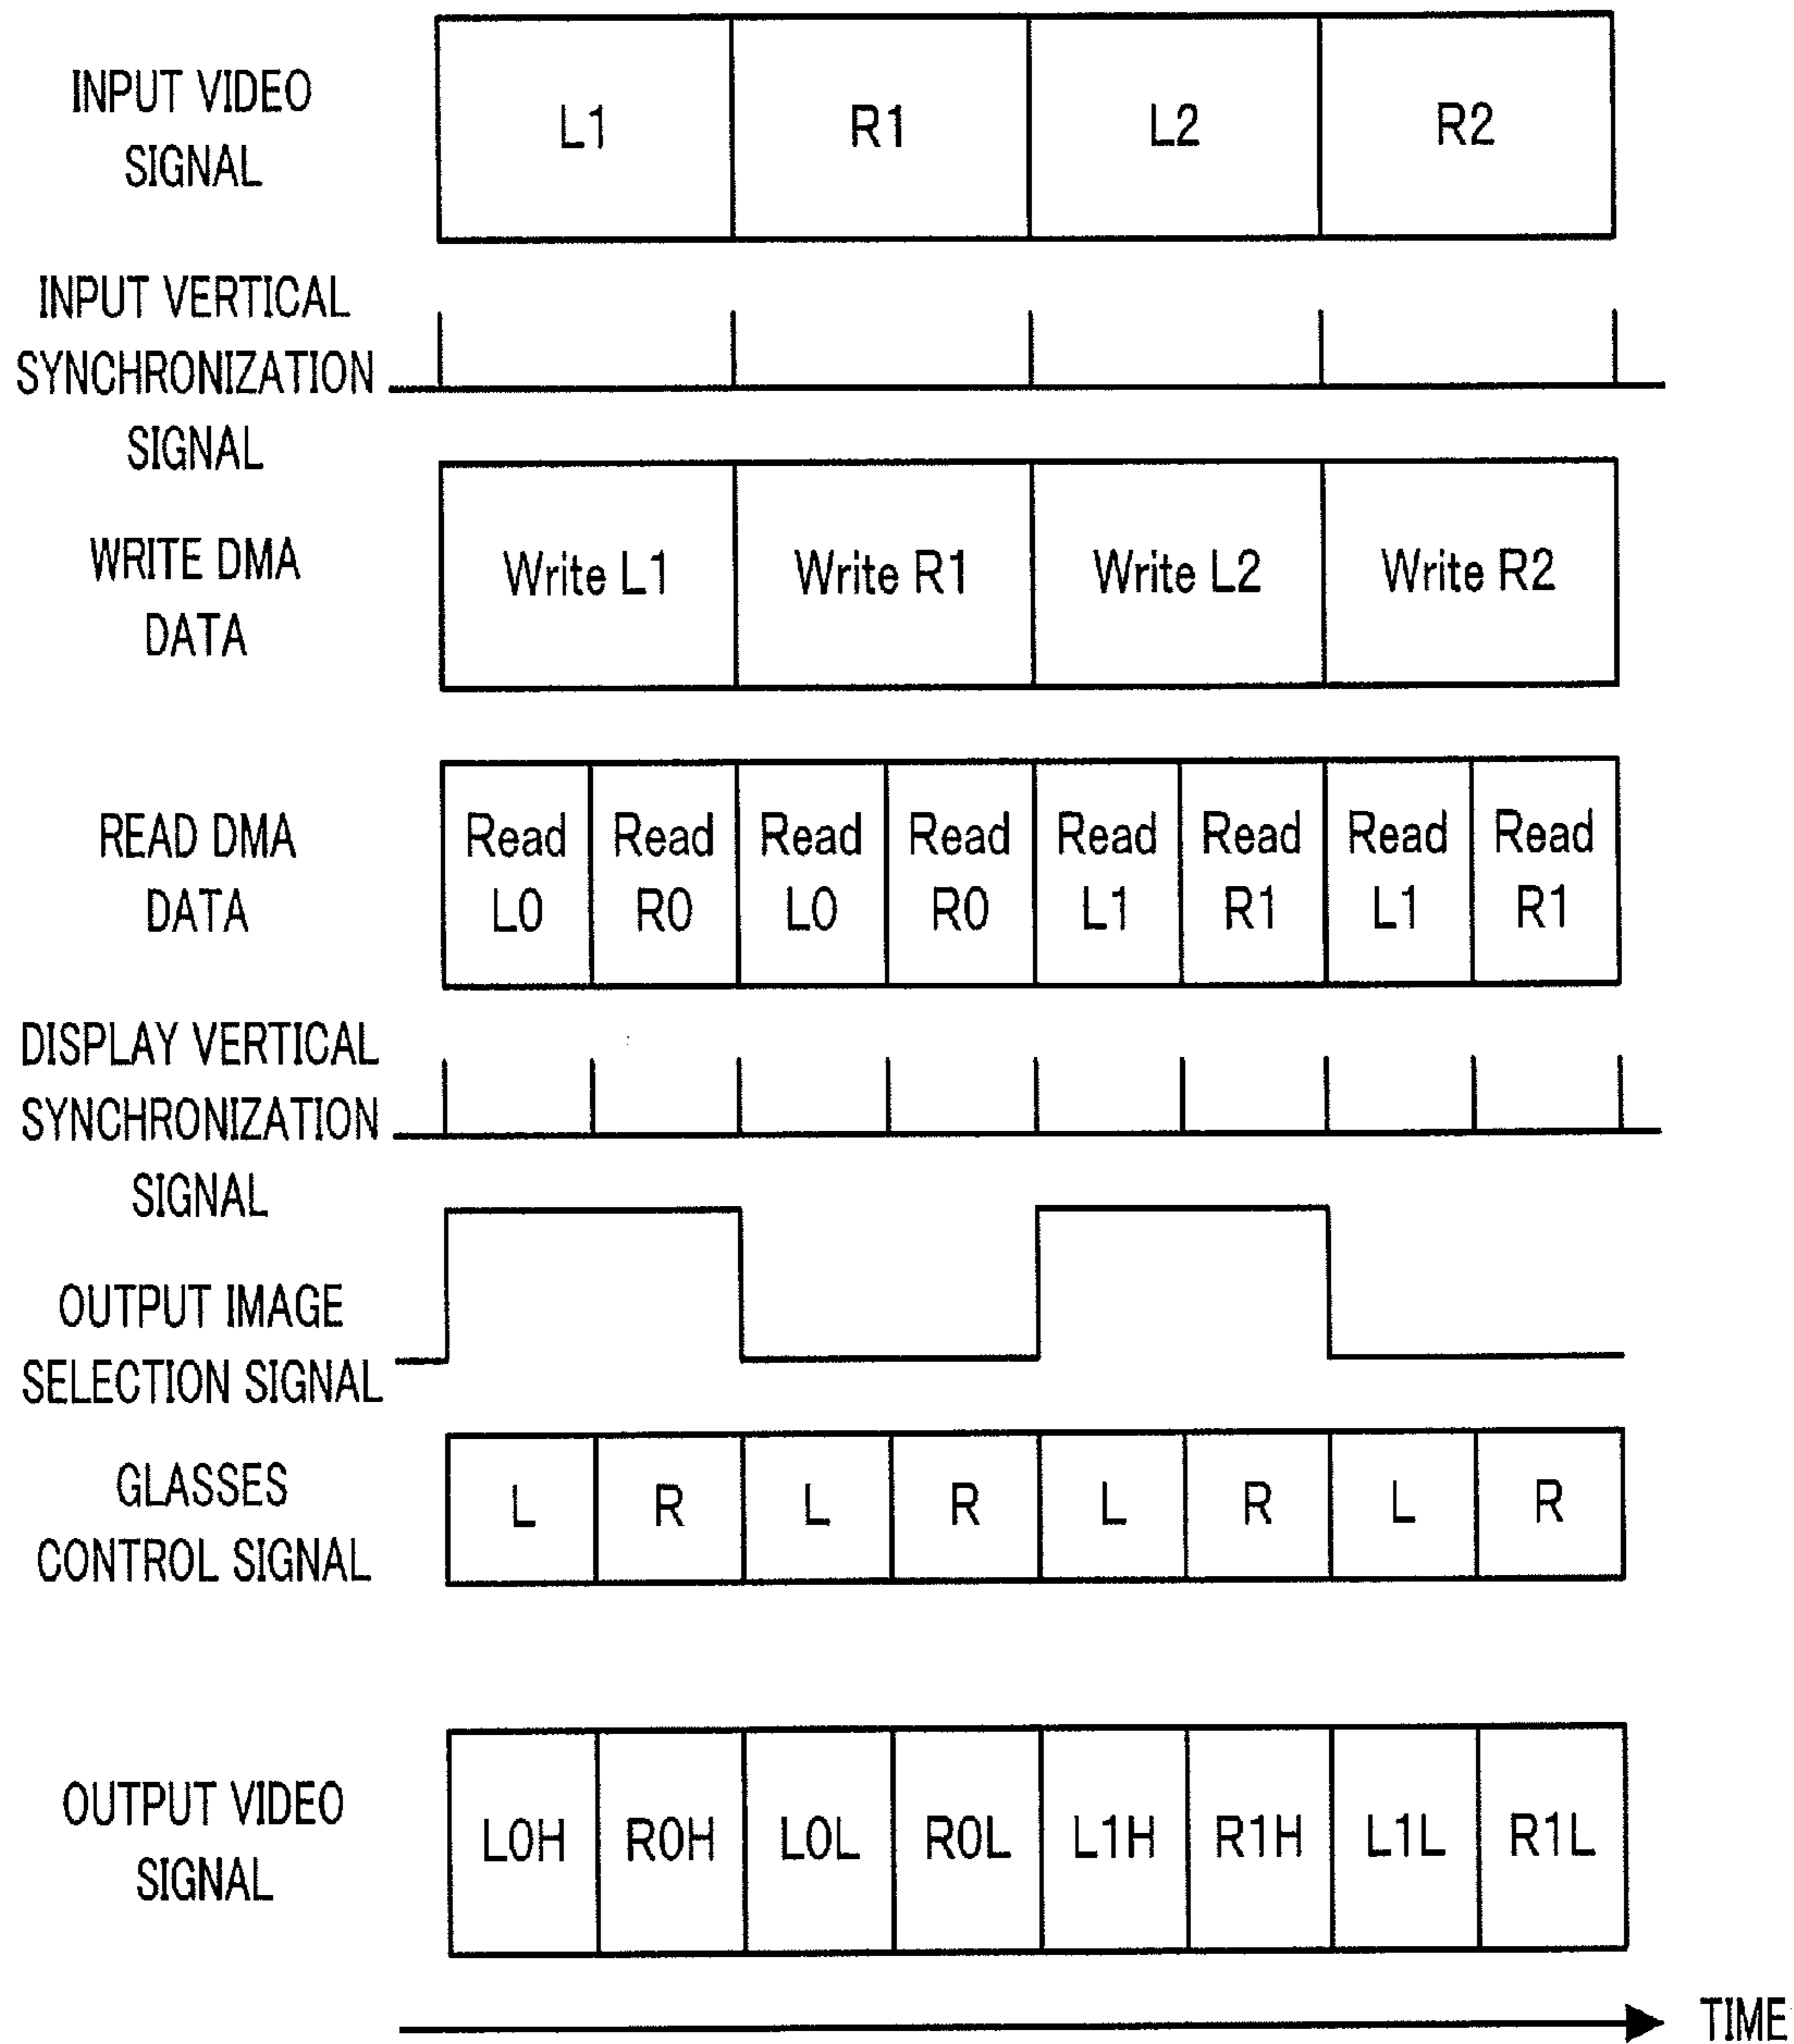 INPUT VIDEO
SIGNAL
L1 R1 L2 R2
INPUT VERTICAL
SYNCHRONIZATION
SIGNAL
WRITE DMA
DATA
Write L1 Write R1 Write L2 Write R2
READ DMA
DATA
Read Read Read Read Read Read Read Read
L0 R0 L0 R0 L1 R1 L1 R1
DISPLAY VERTICAL
SYNCHRONIZATION
SIGNAL
OUTPUT IMAGE
SELECTION SIGNAL
GLASSES
CONTROL SIGNAL
L R L R L R L R
OUTPUT VIDEO
SIGNAL
L0H R0H L0L R0L L1H R1H L1L R1L
TIME